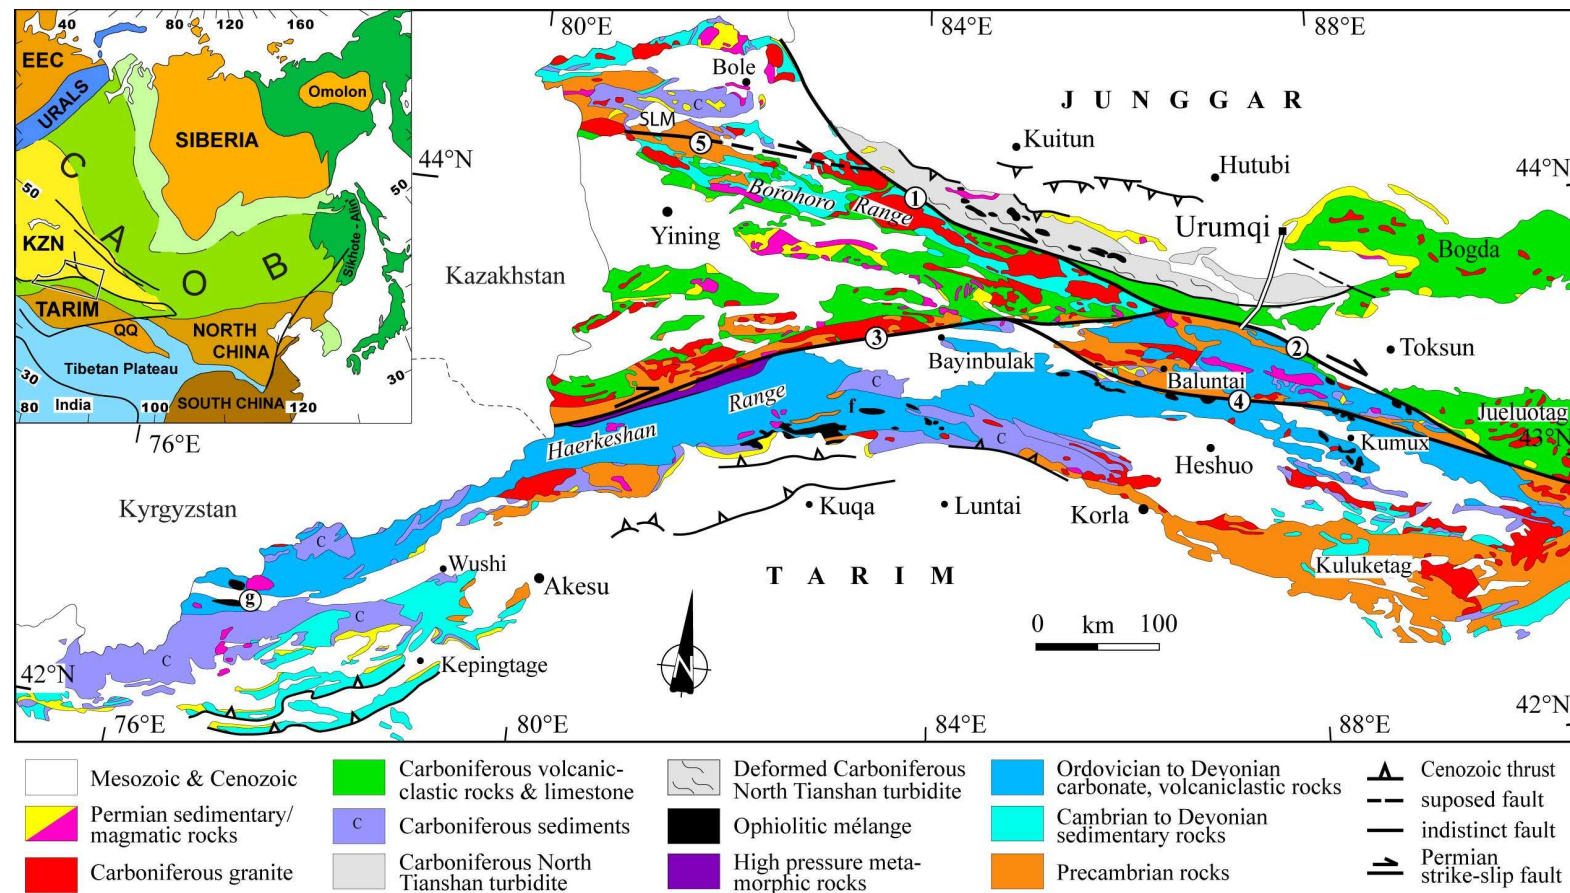 40
80
120
160
EEC
URALS
Omolon
SIBERIA
C
A
O
B
50
50
KZN
Sikhote - Alin'
TARIM
QQ
NORTH
CHINA
Tibetan Plateau
30
30
India
SOUTH CHINA
80
100
120
76°E
80°E
84°E
88°E
Bole
C
SLM
5
J U N G G A R
Kuitun
Hutubi
44°N
44°N
Borohoro Range
1
Yining
Urumqi
Bogda
Kazakhstan
3
Bayinbulak
2
Toksun
Baluntai
4
C
Range
f
Haerkeshan
Jueluotag
43°N
Kumux
C
Heshuo
Kuqa
Luntai
Korla
Kyrgyzstan
C
Wushi
Akesu
T A R I M
Kuluketag
g
C
C
Kepingtage
N
0 km 100
42°N
42°N
76°E
80°E
84°E
88°E
Mesozoic & Cenozoic
Permian sedimentary/
magmatic rocks
Carboniferous granite
Carboniferous volcanic-
clastic rocks & limestone
C
Carboniferous sediments
Carboniferous North
Tianshan turbidite
Deformed Carboniferous
North Tianshan turbidite
Ophiolitic mélange
High pressure meta-
morphic rocks
Ordovician to Devonian
carbonate, volcaniclastic rocks
Cambrian to Devonian
sedimentary rocks
Precambrian rocks
Cenozoic thrust
suposed fault
indistinct fault
Permian
strike-slip fault